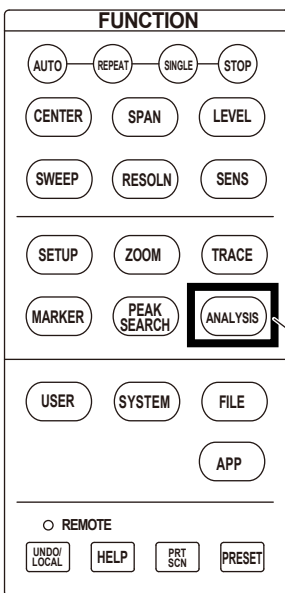 FUNCTION
AUTO REPEAT SINGLE STOP
CENTER SPAN LEVEL
SWEEP RESOLN SENS
SETUP ZOOM TRACE
MARKER PEAK
SEARCH ANALYSIS
USER SYSTEM FILE
APP
REMOTE
UNDO/
LOCAL HELP PRT
SCN PRESET